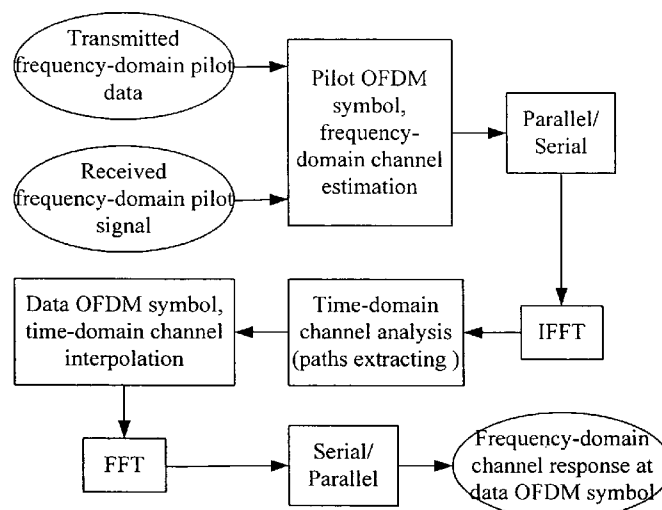 Transmitted
frequency-domain pilot
data
Pilot OFDM
symbol,
frequency-
domain channel
estimation
Parallel/
Serial
Received
frequency-domain pilot
signal
Data OFDM symbol,
time-domain channel
interpolation
Time-domain
channel analysis
(paths extracting )
IFFT
FFT
Serial/
Parallel
Frequency-domain
channel response at
data OFDM symbol